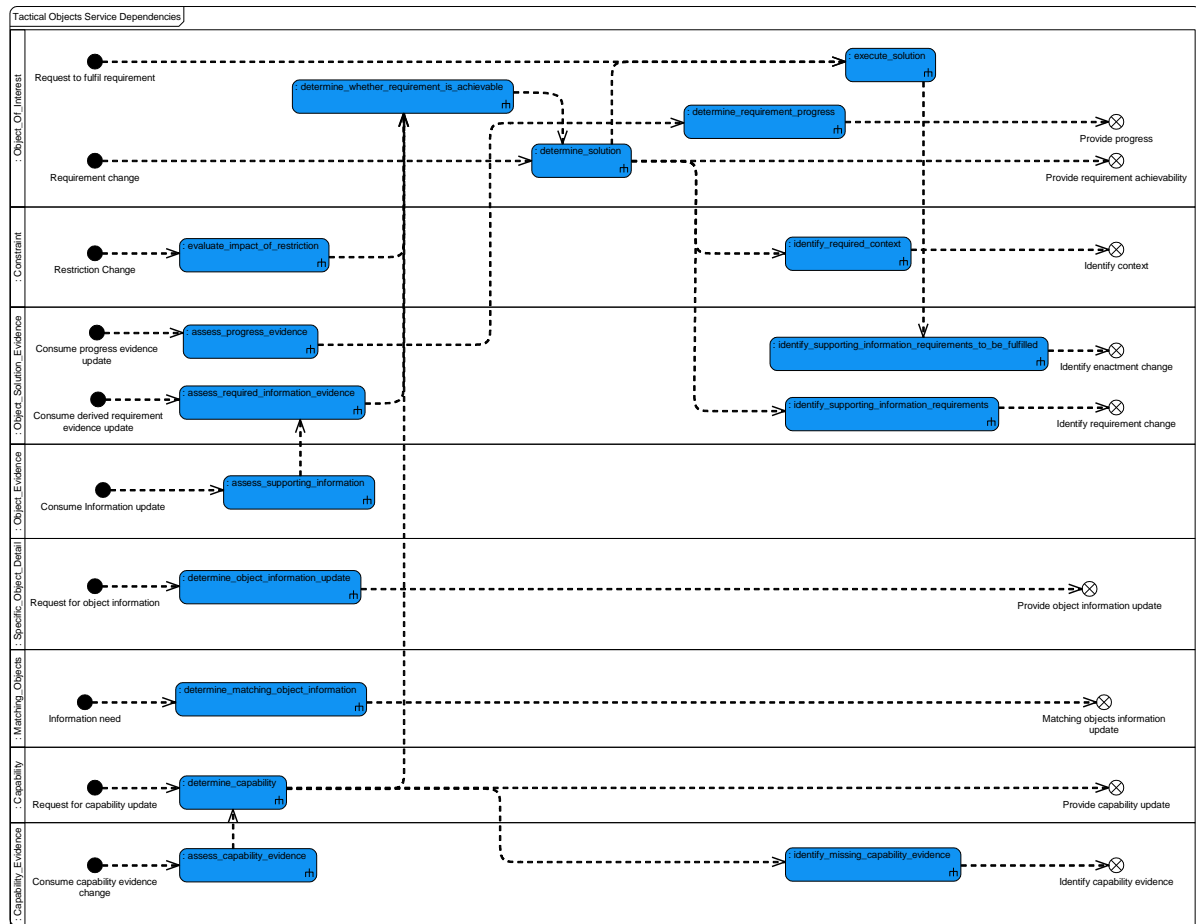 Tactical Objects Service Dependencies
: Object_Of_Interest
Request to fulfil requirement
: execute_solution
: determine_whether_requirement_is_achievable
: determine_requirement_progress
Provide progress
: determine_solution
Requirement change
Provide requirement achievability
: Constraint
: evaluate_impact_of_restriction
Restriction Change
: identify_required_context
Identify context
: Object_Solution_Evidence
: assess_progress_evidence
Consume progress evidence
update
: identify_supporting_information_requirements_to_be_fulfilled
Identify enactment change
: assess_required_information_evidence
Consume derived requirement
evidence update
: identify_supporting_information_requirements
Identify requirement change
: Object_Evidence
: assess_supporting_information
Consume Information update
: Specific_Object_Detail
: determine_object_information_update
Request for object information
Provide object information update
: Matching_Objects
: determine_matching_object_information
Information need
Matching objects information
update
: Capability
: determine_capability
Request for capability update
Provide capability update
: Capability_Evidence
: assess_capability_evidence
Consume capability evidence
change
: identify_missing_capability_evidence
Identify capability evidence